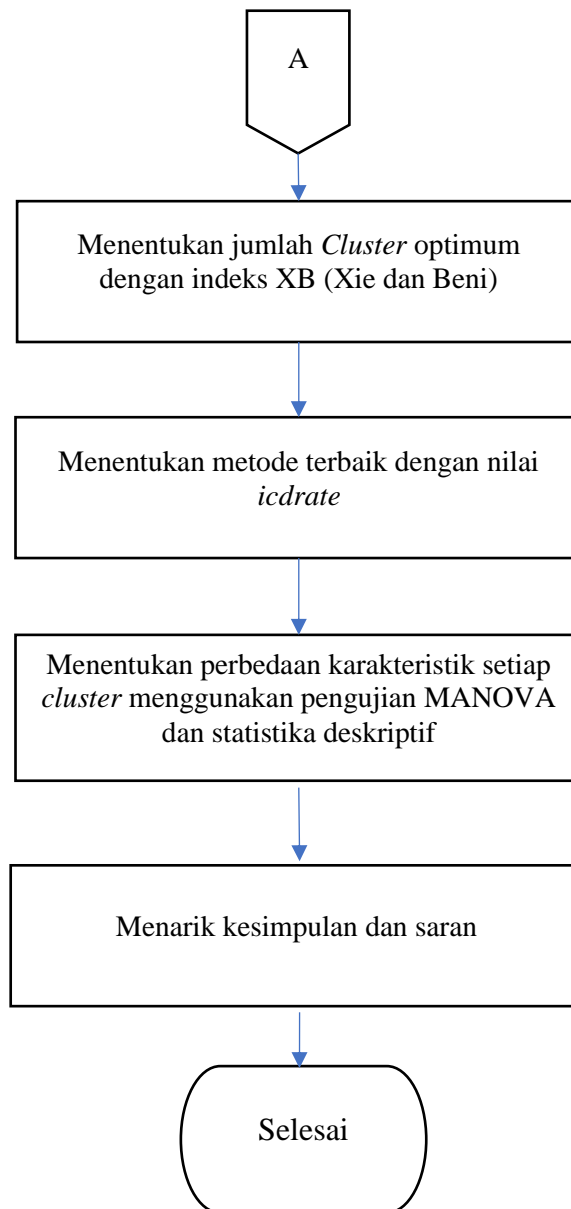 A
Menentukan jumlah Cluster optimum
dengan indeks XB (Xie dan Beni)
Menentukan metode terbaik dengan nilai
icdrate
Menentukan perbedaan karakteristik setiap
cluster menggunakan pengujian MANOVA
dan statistika deskriptif
Menarik kesimpulan dan saran
Selesai